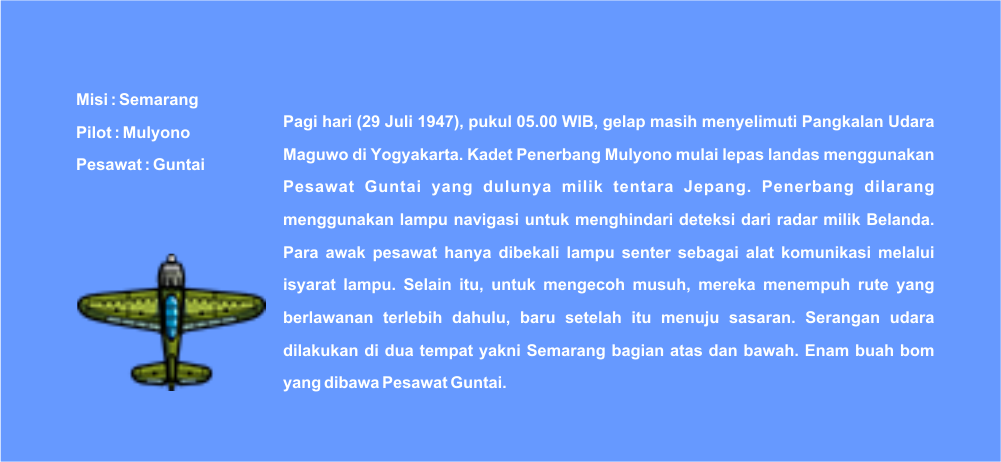 Misi : Semarang
Pilot : Mulyono
Pesawat : Guntai
Pagi hari (29 Juli 1947), pukul 05.00 WIB, gelap masih menyelimuti Pangkalan Udara
Maguwo di Yogyakarta. Kadet Penerbang Mulyono mulai lepas landas menggunakan
Pesawat Guntai yang dulunya milik tentara Jepang. Penerbang dilarang
menggunakan lampu navigasi untuk menghindari deteksi dari radar milik Belanda.
Para awak pesawat hanya dibekali lampu senter sebagai alat komunikasi melalui
isyarat lampu. Selain itu, untuk mengecoh musuh, mereka menempuh rute yang
berlawanan terlebih dahulu, baru setelah itu menuju sasaran. Serangan udara
dilakukan di dua tempat yakni Semarang bagian atas dan bawah. Enam buah bom
yang dibawa Pesawat Guntai.